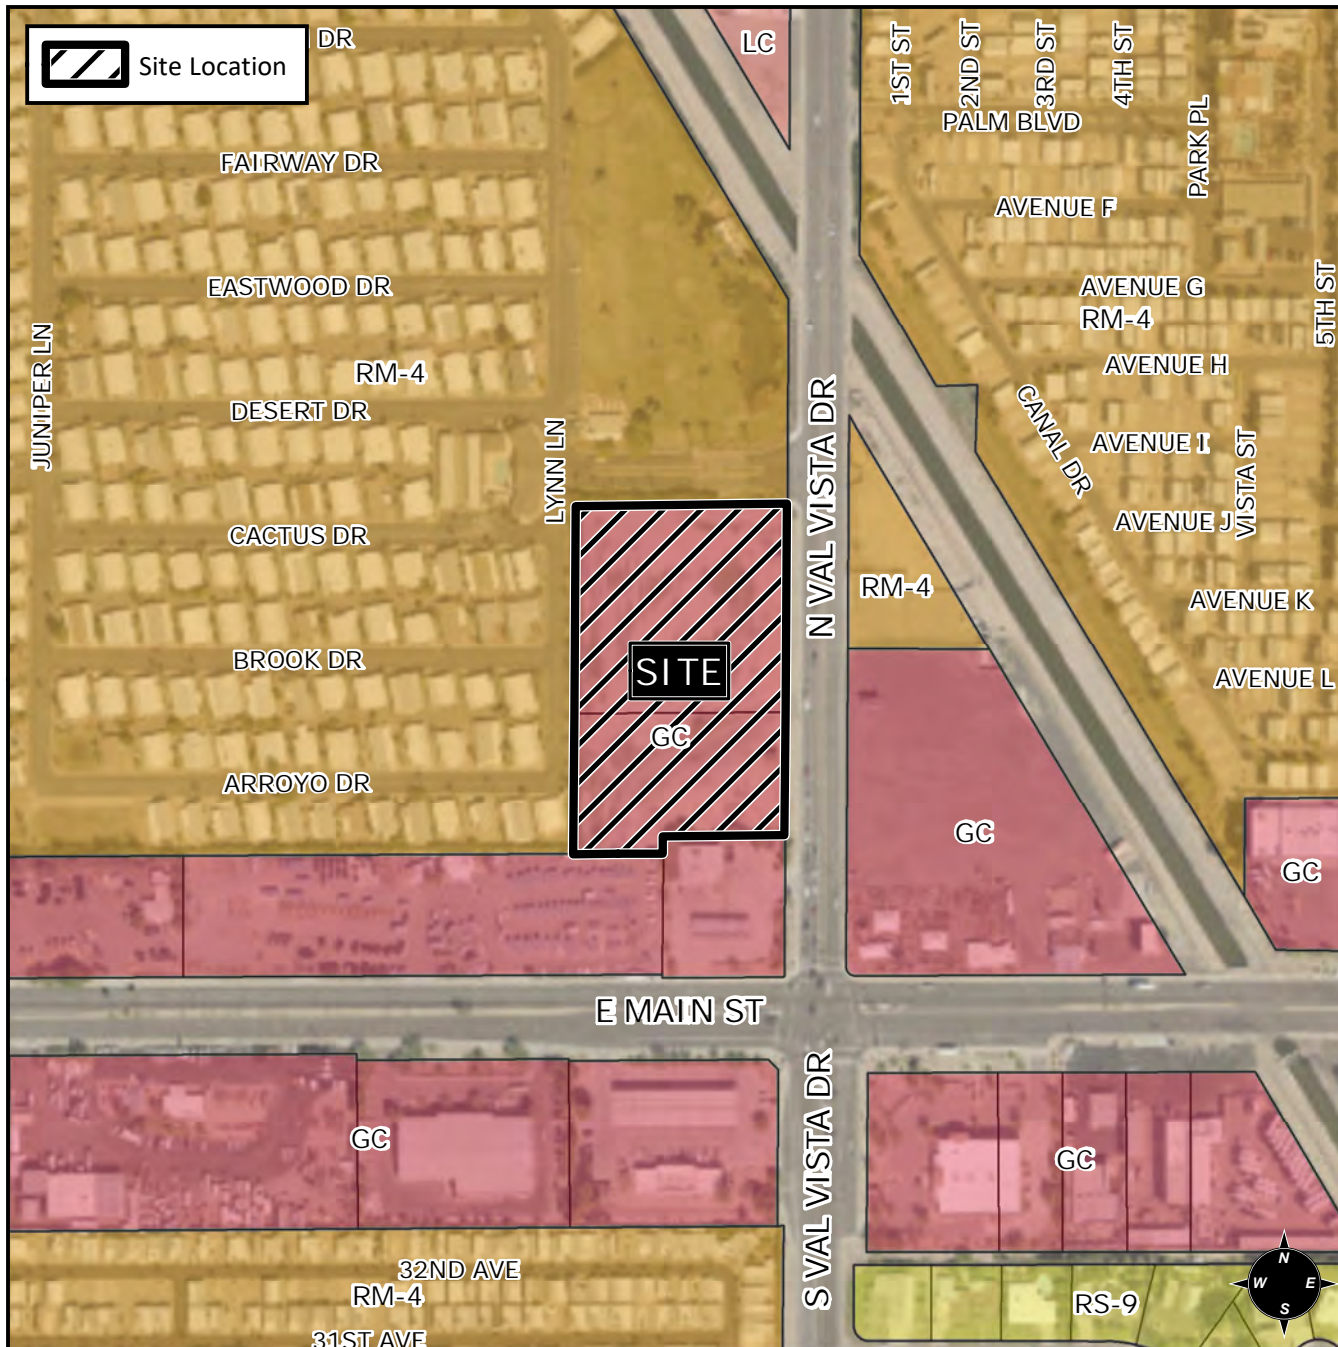 DR
Site Location
LC
1ST ST
2ND ST
3RD ST
4TH ST
PALM BLVD
PARK PL
FAIRWAY DR
AVENUE F
EASTWOOD DR
AVENUE G
RM-4
5TH ST
JUNIPER LN
RM-4
AVENUE H
DESERT DR
N VAL VISTA DR
CANAL DR
LYNN LN
AVENUE I
VISTA ST
CACTUS DR
AVENUE J
RM-4
AVENUE K
BROOK DR
SITE
AVENUE L
GC
ARROYO DR
GC
GC
E MAIN ST
S VAL VISTA DR
GC
GC
32ND AVE
RM-4
RS-9
31ST AVE
N
W
E
S